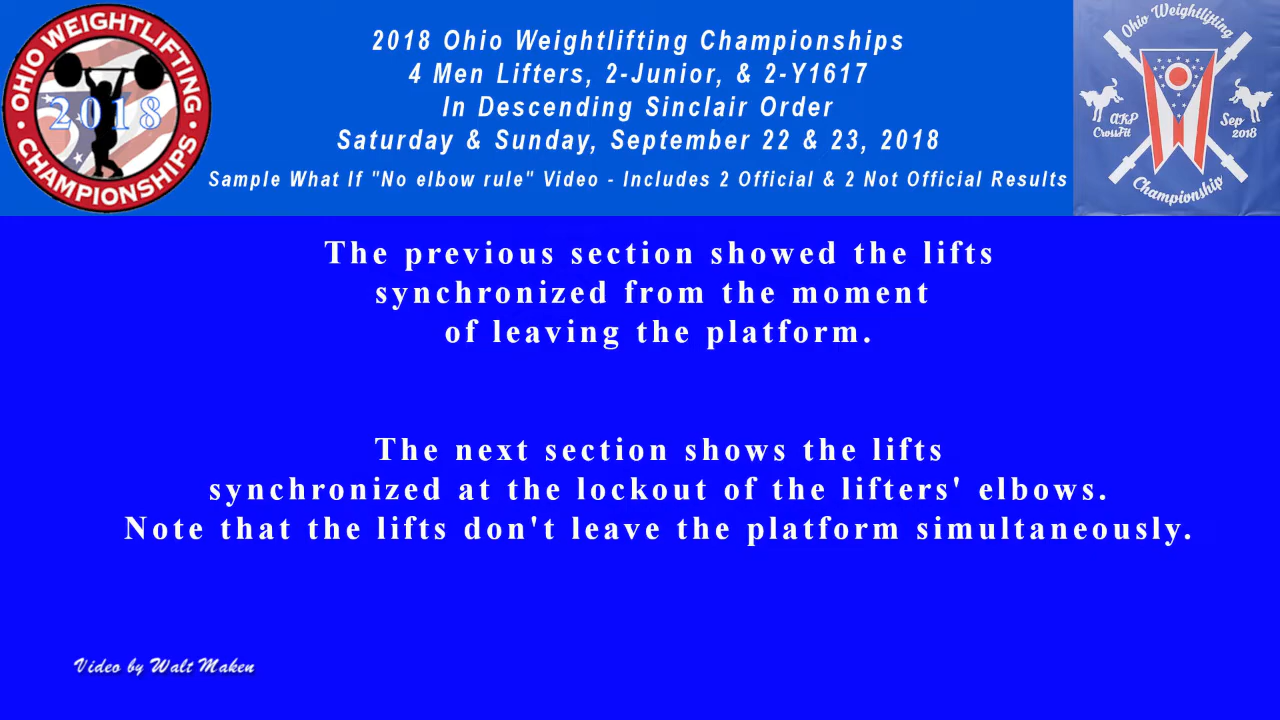 OHIO WEIGHTLIFTING
2018
• CHAMPIONSHIPS •
2018 Ohio Weightlifting Championships
4 Men Lifters, 2-Junior, & 2-Y1617
In Descending Sinclair Order
Saturday & Sunday, September 22 & 23, 2018
Sample What If "No elbow rule" Video - Includes 2 Official & 2 Not Official Results
Ohio Weightlifting
AKP
CrossFit
Sep
2018
Championship
The previous section showed the lifts
synchronized from the moment
of leaving the platform.
The next section shows the lifts
synchronized at the lockout of the lifters' elbows.
Note that the lifts don't leave the platform simultaneously.
Video by Walt Maken